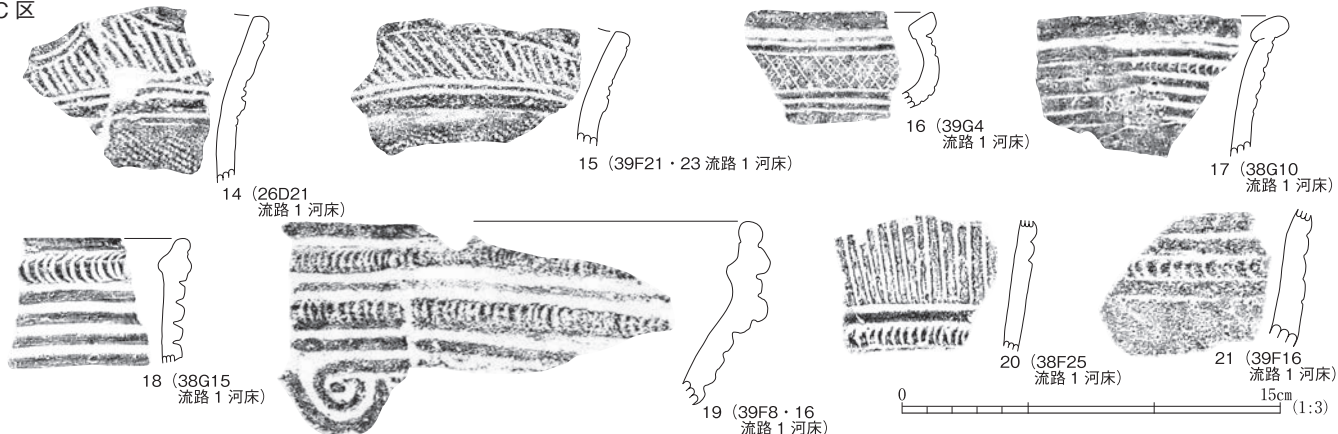 C区
14（26D21
流路1河床）
15（39F21・23 流路1河床）
16（39G4
流路1河床）
17（38G10
流路1河床）
18（38G15
流路1河床）
19（39F8・16
流路1河床）
20（38F25
流路1河床）
21（39F16
流路1河床）
0 15cm
(1:3)